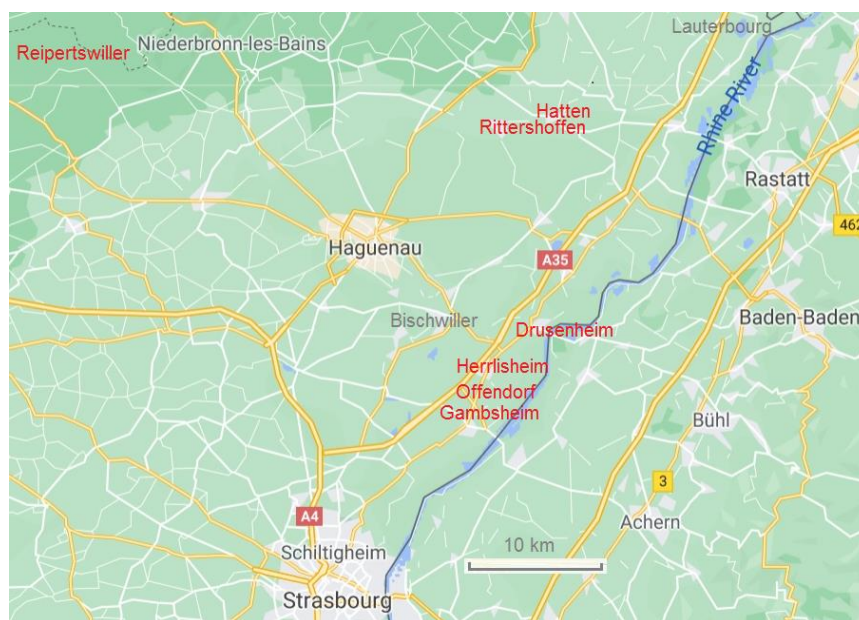 Lauterbourg
Niederbronn-les-Bains
Reipertswiller
Rhine River
Hatten
Rittershoffen
Rastatt
462
Haguenau
A35
Bischwiller
Drusenheim
Baden-Baden
Herrlisheim
Offendorf
Gambsheim
Bühl
3
A4
Achern
10 km
Schiltigheim
Strasbourg